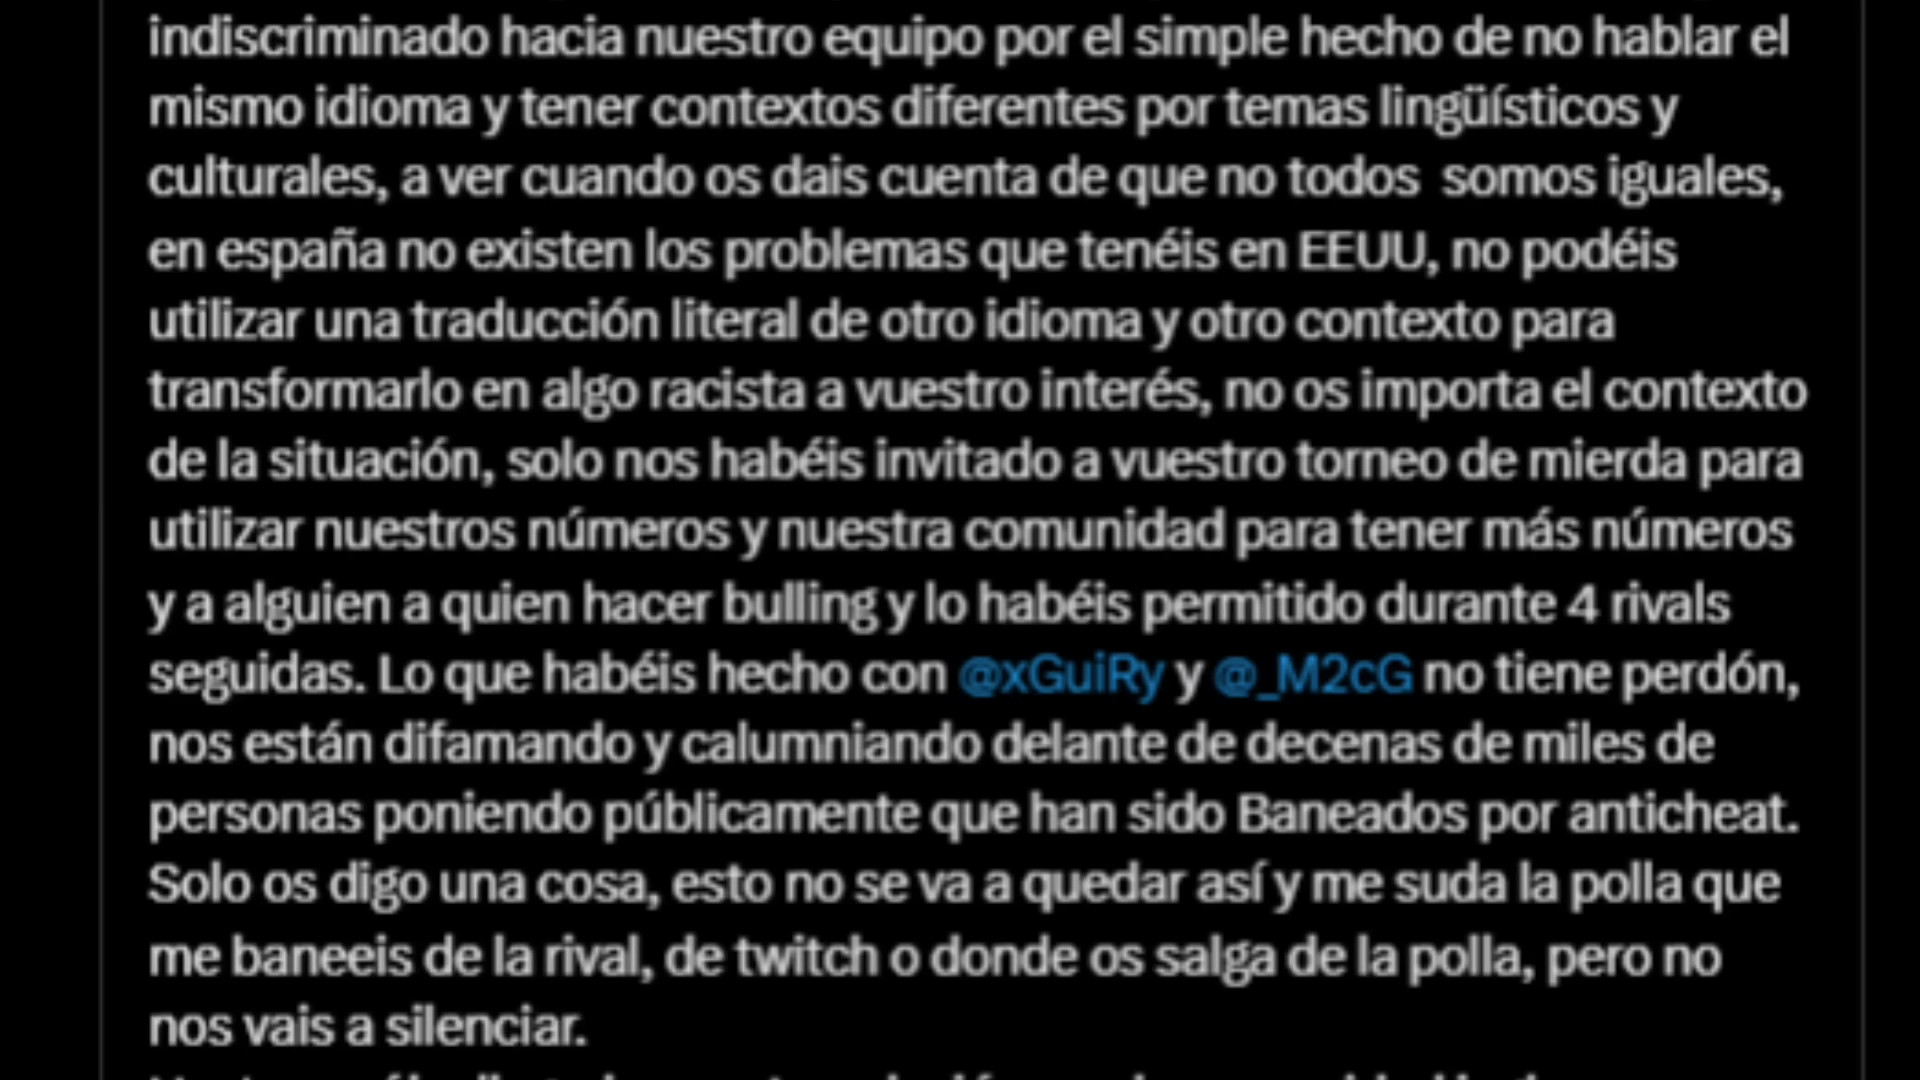 indiscriminado hacia nuestro equipo por el simple hecho de no hablar el
mismo idioma y tener contextos diferentes por temas lingüísticos y
culturales, a ver cuando os dais cuenta de que no todos  somos iguales,
en españa no existen los problemas que tenéis en EEUU, no podéis
utilizar una traducción literal de otro idioma y otro contexto para
transformarlo en algo racista a vuestro interés, no os importa el contexto
de la situación, solo nos habéis invitado a vuestro torneo de mierda para
utilizar nuestros números y nuestra comunidad para tener más números
y a alguien a quien hacer bulling y lo habéis permitido durante 4 rivals
seguidas. Lo que habéis hecho con @xGuiRy y @_M2cG no tiene perdón,
nos están difamando y calumniando delante de decenas de miles de
personas poniendo públicamente que han sido Baneados por anticheat.
Solo os digo una cosa, esto no se va a quedar así y me suda la polla que
me baneeis de la rival, de twitch o donde os salga de la polla, pero no
nos vais a silenciar.